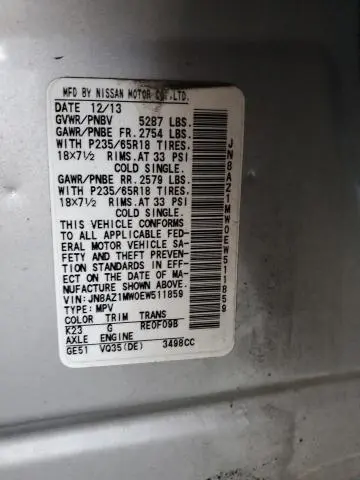 MFD BY NISSAN MOTOR CO.,LTD.
DATE 12/13
GVWR/PNBV 5287 LBS.
GAWR/PNBE FR. 2754 LBS.
WITH P235/65R18 TIRES.
18X7½ RIMS.AT 33 PSI
COLD SINGLE.
GAWR/PNBE RR. 2579 LBS.
WITH P235/65R18 TIRES.
18X7½ RIMS.AT 33 PSI
COLD SINGLE.
THIS VEHICLE CONFORMS
TO ALL APPLICABLE FED-
ERAL MOTOR VEHICLE SA-
FETY AND THEFT PREVENTION
STANDARDS IN EFF-
ECT ON THE DATE OF MA-
NUFACTURE SHOWN ABOVE.
VIN:JN8AZ1MW0EW511859
TYPE:MPV
COLOR TRIM TRANS
K23 G RE0F09B
AXLE ENGINE
GE51 VQ35(DE) 3498CC
JN8AZ1MW0EW511859